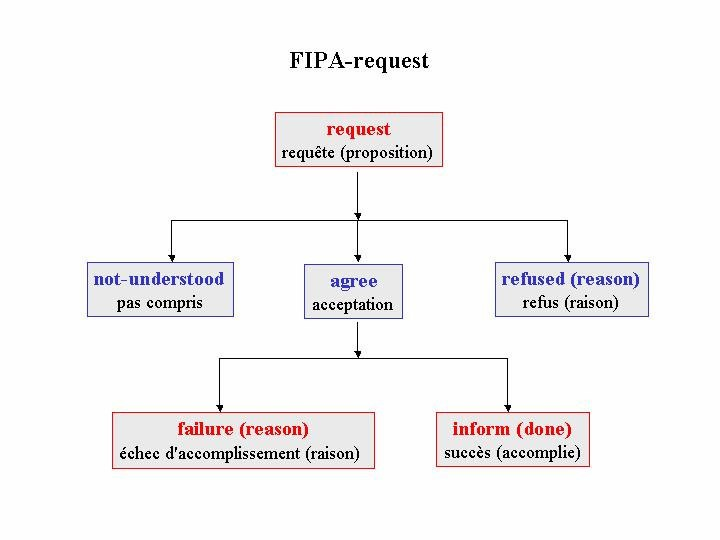 FIPA-request
request
requête (proposition)
not-understood
pas compris
agree
acceptation
refused (reason)
refus (raison)
failure (reason)
échec d'accomplissement (raison)
inform (done)
succès (accomplie)